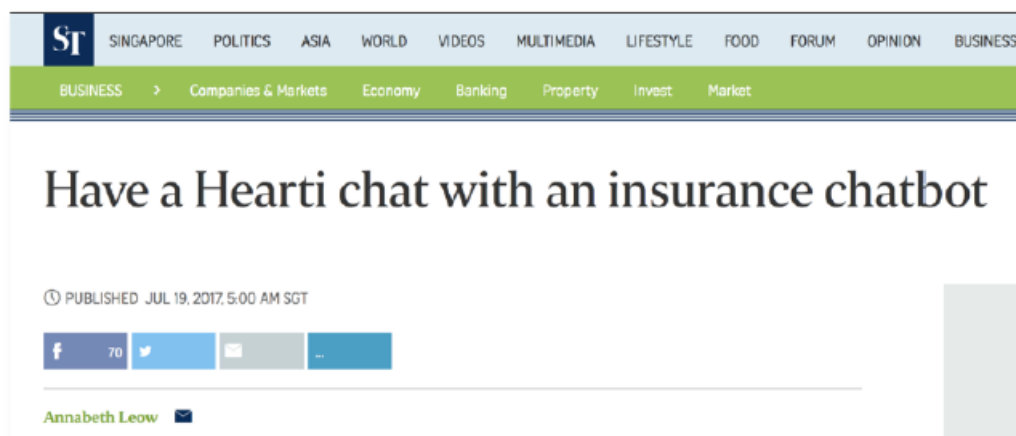 ST SINGAPORE POLITICS ASIA WORLD VIDEOS MULTIMEDIA LIFESTYLE FOOD FORUM OPINION BUSINESS
BUSINESS > Companies & Markets Economy Banking Property Invest Market
Have a Hearti chat with an insurance chatbot
PUBLISHED JUL 19, 2017, 5:00 AM SGT
f 70 ...
Annabeth Leow